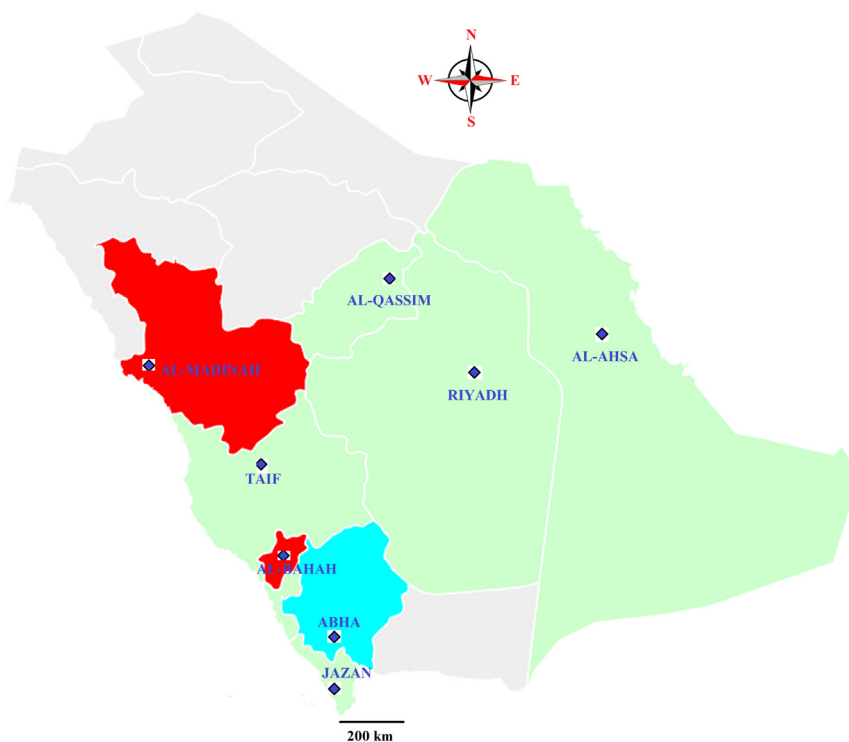 N
W
E
S
AL-QASSIM
AL-AHSA
AL-MADINAH
RIYADH
TAIF
AL-BAHAH
ABHA
JAZAN
200 km